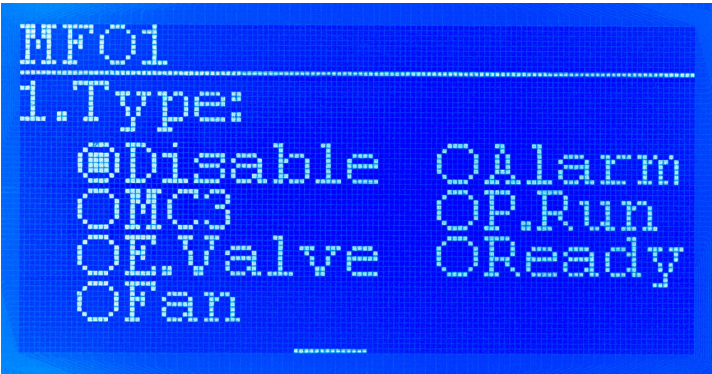 MFO1
1.Type:
Disable Alarm
MC3 P.Run
E.Valve Ready
Fan